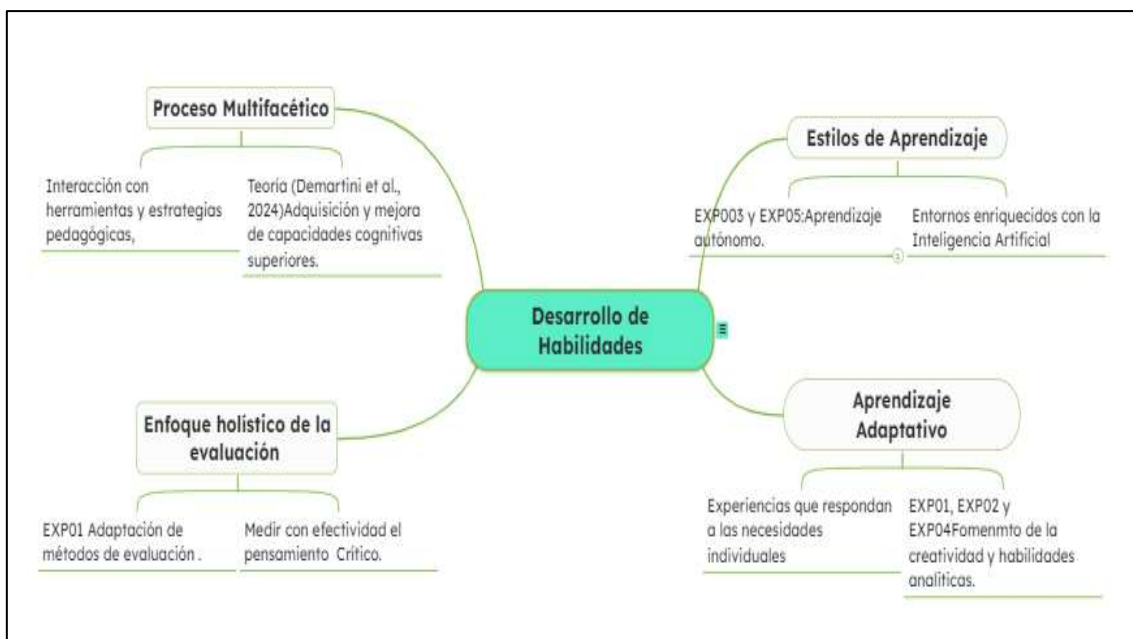 Proceso Multifacético
Interacción con
herramientas y estrategias
pedagógicas,
Teoría (Demartini et al.,
2024)Adquisición y mejora
de capacidades cognitivas
superiores.
Estilos de Aprendizaje
EXP003 y EXP05:Aprendizaje
autónomo.
Entornos enriquecidos con la
Inteligencia Artificial
Desarrollo de
Habilidades
Enfoque holístico de la
evaluación
EXP01 Adaptación de
métodos de evaluación .
Medir con efectividad el
pensamiento Crítico.
Aprendizaje
Adaptativo
Experiencias que respondan
a las necesidades
individuales
EXP01, EXP02 y
EXP04Fomenmto de la
creatividad y habilidades
analíticas.